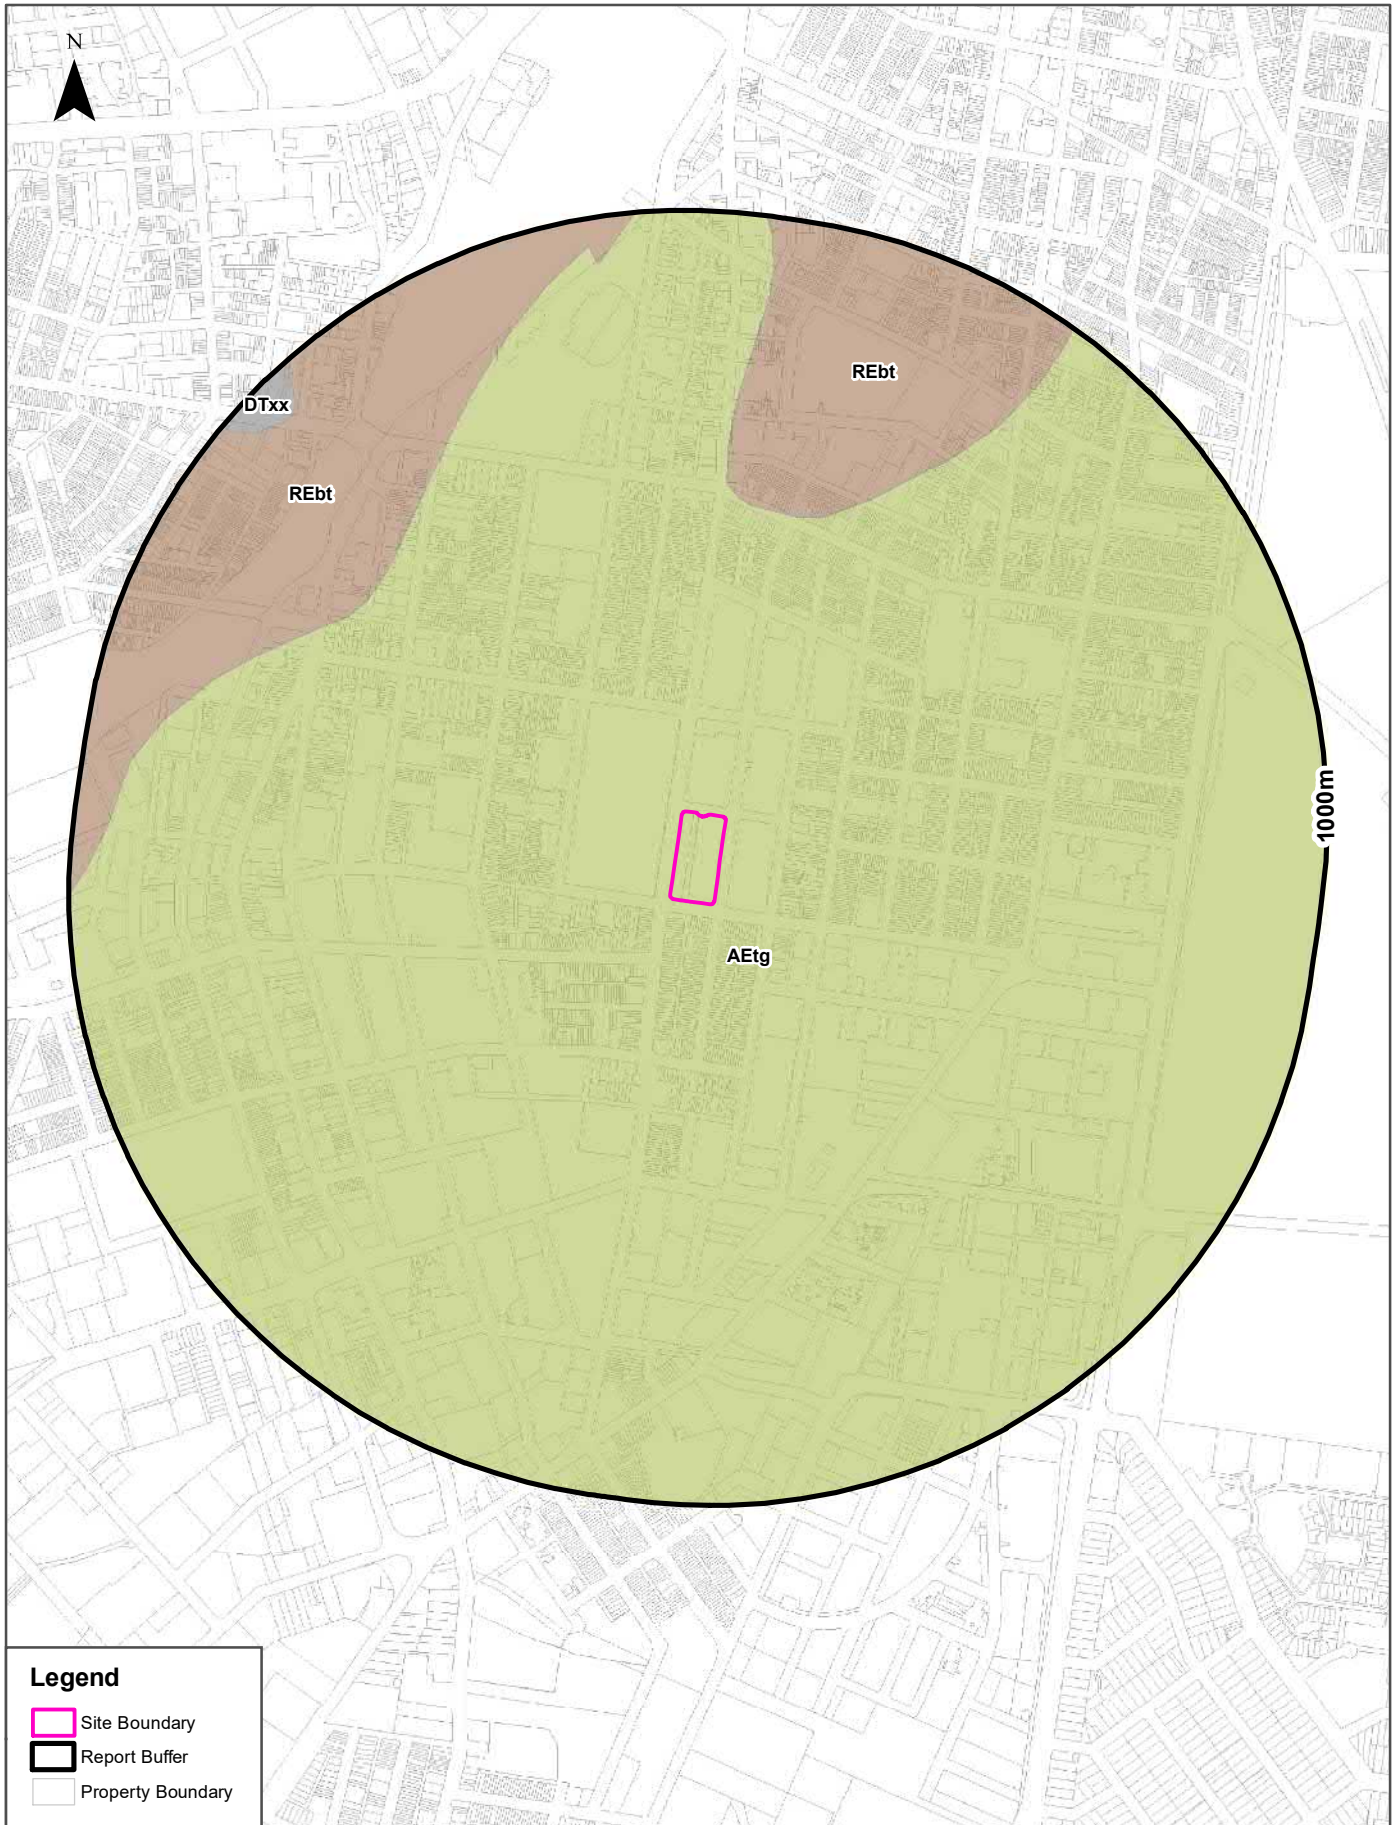 N
REbt
DTxx
REbt
1000m
AEtg
Legend
Site Boundary
Report Buffer
Property Boundary